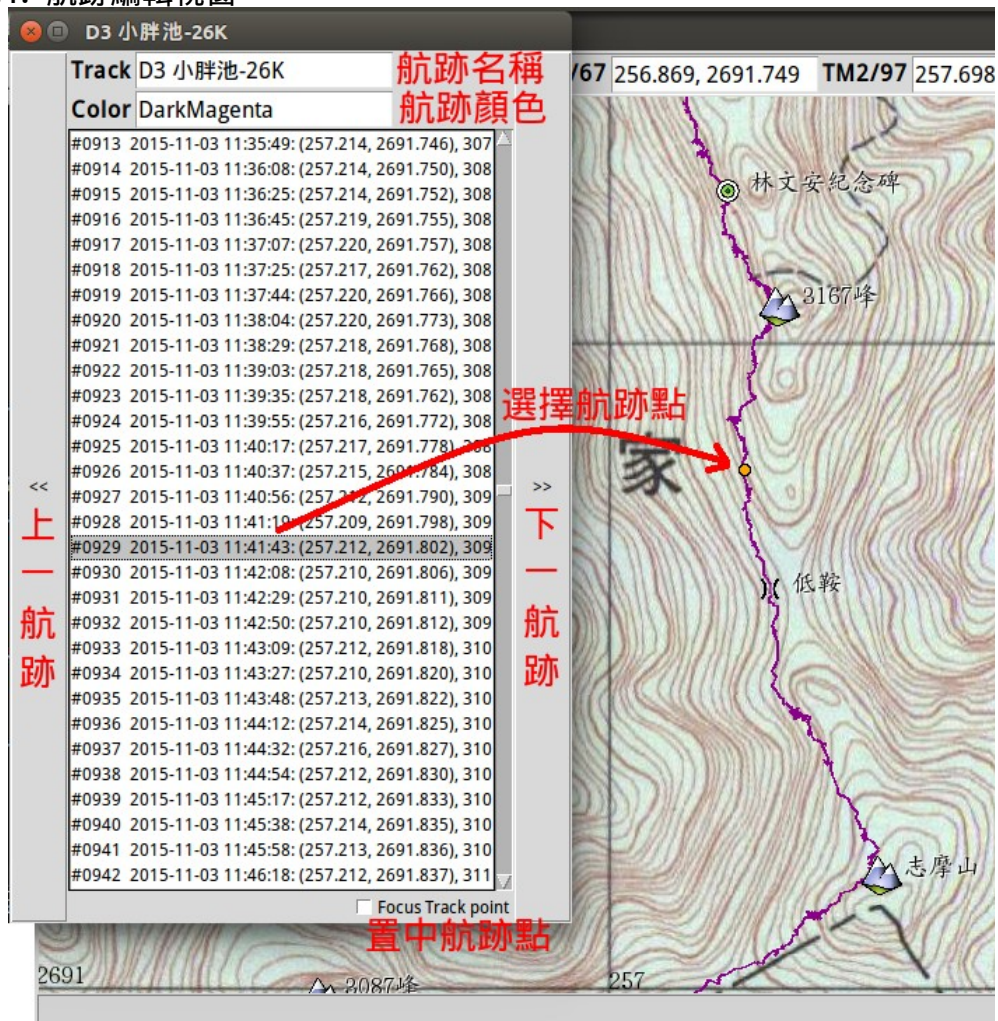 D3 小胖池-26K
Track D3 小胖池-26K 航跡名稱
Color DarkMagenta 航跡顏色
/67 256.869, 2691.749 TM2/97 257.698
#0913 2015-11-03 11:35:49: (257.214, 2691.746), 307
#0914 2015-11-03 11:36:08: (257.214, 2691.750), 308
#0915 2015-11-03 11:36:25: (257.214, 2691.752), 308
#0916 2015-11-03 11:36:45: (257.219, 2691.755), 308
#0917 2015-11-03 11:37:07: (257.220, 2691.757), 308
#0918 2015-11-03 11:37:25: (257.217, 2691.762), 308
#0919 2015-11-03 11:37:44: (257.220, 2691.766), 308
#0920 2015-11-03 11:38:04: (257.220, 2691.773), 308
#0921 2015-11-03 11:38:29: (257.218, 2691.768), 308
#0922 2015-11-03 11:39:03: (257.218, 2691.765), 308
#0923 2015-11-03 11:39:35: (257.218, 2691.762), 308
#0924 2015-11-03 11:39:55: (257.216, 2691.772), 308
#0925 2015-11-03 11:40:17: (257.217, 2691.778), 308
#0926 2015-11-03 11:40:37: (257.215, 2691.784), 308
#0927 2015-11-03 11:40:56: (257.212, 2691.790), 309
#0928 2015-11-03 11:41:19: (257.209, 2691.798), 309
#0929 2015-11-03 11:41:43: (257.212, 2691.802), 309
#0930 2015-11-03 11:42:08: (257.210, 2691.806), 309
#0931 2015-11-03 11:42:29: (257.210, 2691.811), 309
#0932 2015-11-03 11:42:50: (257.210, 2691.812), 309
#0933 2015-11-03 11:43:09: (257.212, 2691.818), 310
#0934 2015-11-03 11:43:27: (257.210, 2691.820), 310
#0935 2015-11-03 11:43:48: (257.213, 2691.822), 310
#0936 2015-11-03 11:44:12: (257.214, 2691.825), 310
#0937 2015-11-03 11:44:32: (257.216, 2691.827), 310
#0938 2015-11-03 11:44:54: (257.212, 2691.830), 310
#0939 2015-11-03 11:45:17: (257.212, 2691.833), 310
#0940 2015-11-03 11:45:38: (257.214, 2691.835), 310
#0941 2015-11-03 11:45:58: (257.213, 2691.836), 310
#0942 2015-11-03 11:46:18: (257.212, 2691.837), 311
<<
上一航跡
>>
下一航跡
Focus Track point
置中航跡點
選擇航跡點
林文安紀念碑
3167峰
家
低鞍
志摩山
2691
3087峰
257